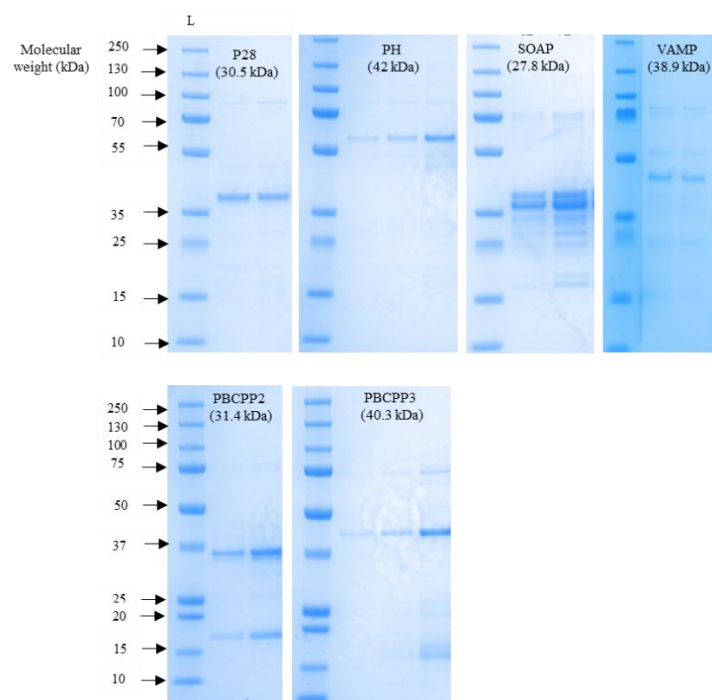 L
Molecular
weight (kDa)
250
130
100
70
55
35
25
15
10
P28
(30.5 kDa)
PH
(42 kDa)
SOAP
(27.8 kDa)
VAMP
(38.9 kDa)
250
130
100
75
50
37
25
20
15
10
PBCPP2
(31.4 kDa)
PBCPP3
(40.3 kDa)